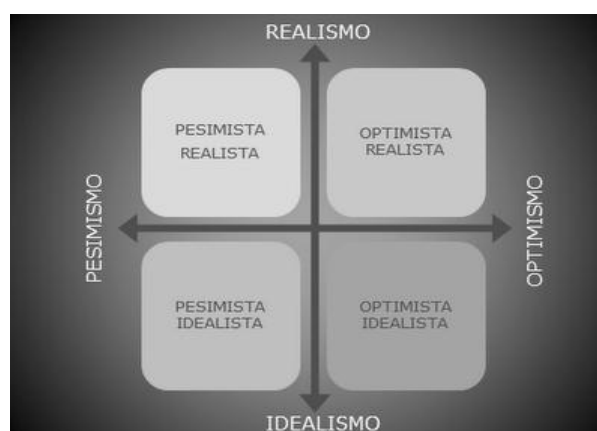 REALISMO
PESIMISTA
REALISTA
OPTIMISTA
REALISTA
PESIMISMO
OPTIMISMO
PESIMISTA
IDEALISTA
OPTIMISTA
IDEALISTA
IDEALISMO